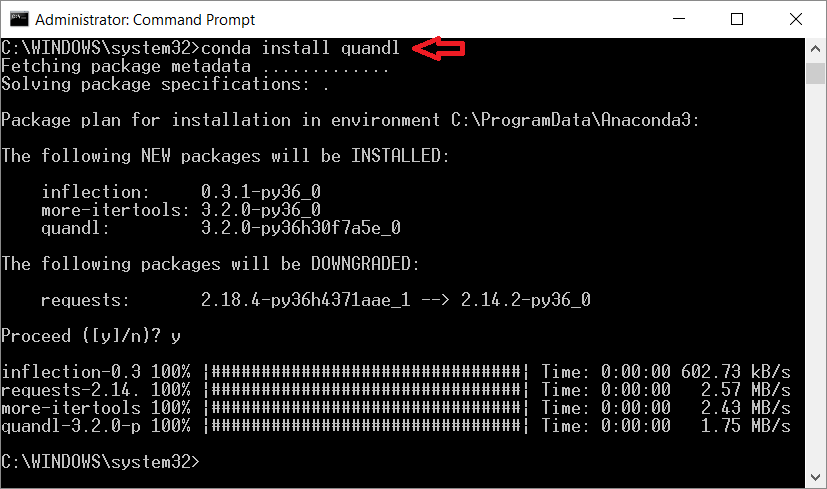 Administrator: Command Prompt
C:\WINDOWS\system32>conda install quandl
Fetching package metadata .............
Solving package specifications: .
Package plan for installation in environment C:\ProgramData\Anaconda3:
The following NEW packages will be INSTALLED:
inflection: 0.3.1-py36_0
more-itertools: 3.2.0-py36_0
quandl: 3.2.0-py36h30f7a5e_0
The following packages will be DOWNGRADED:
requests: 2.18.4-py36h4371aae_1 --> 2.14.2-py36_0
Proceed ([y]/n)? y
inflection-0.3 100% |###############################| Time: 0:00:00 602.73 kB/s
requests-2.14. 100% |###############################| Time: 0:00:00 2.57 MB/s
more-itertools 100% |###############################| Time: 0:00:00 2.43 MB/s
quandl-3.2.0-p 100% |###############################| Time: 0:00:00 1.75 MB/s
C:\WINDOWS\system32>